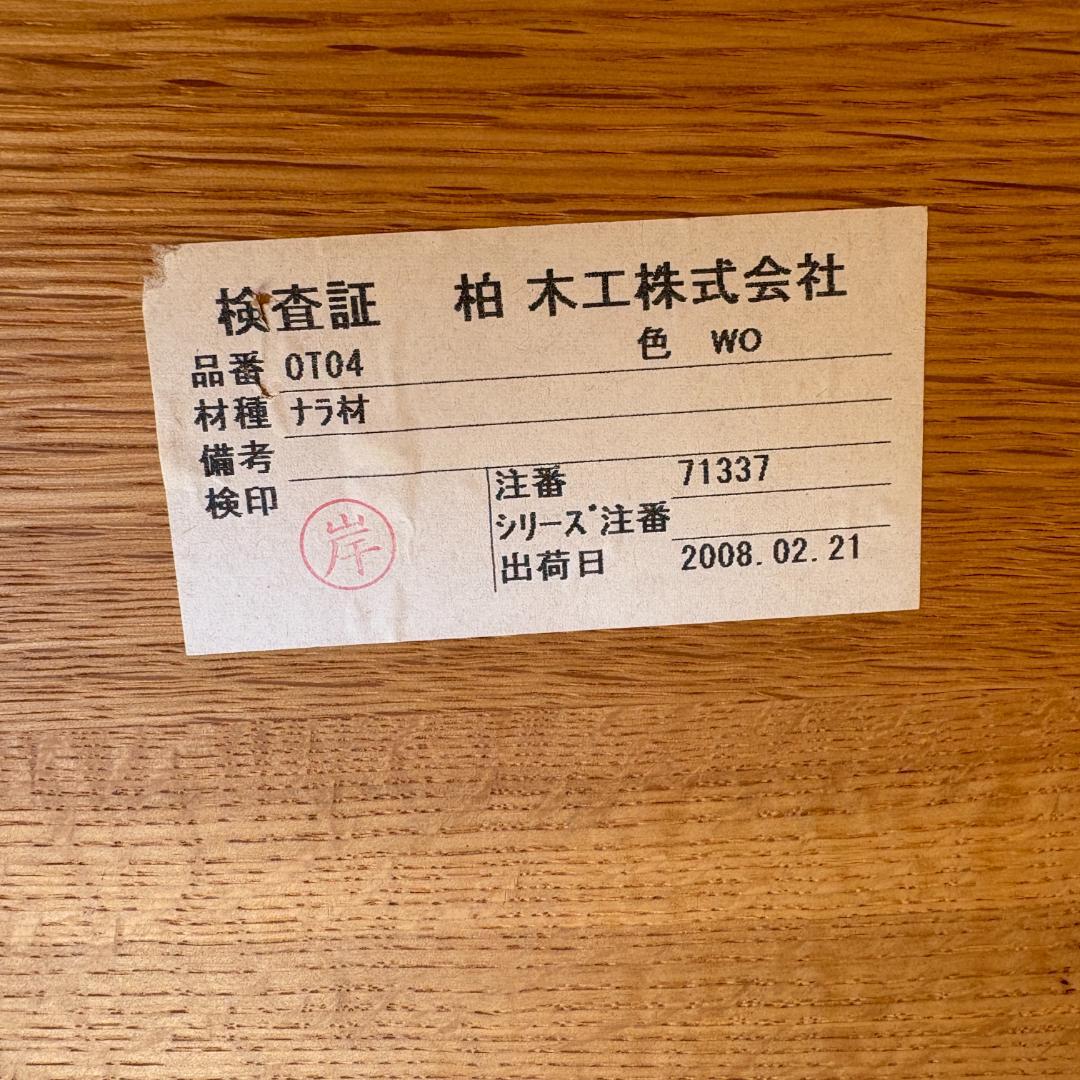 検査証 柏木工株式会社
品番 OT04 色 WO
材種 ﾅﾗ材
備考
検印 岸
注番 71337
ｼﾘｰｽﾞ注番
出荷日 2008.02.21